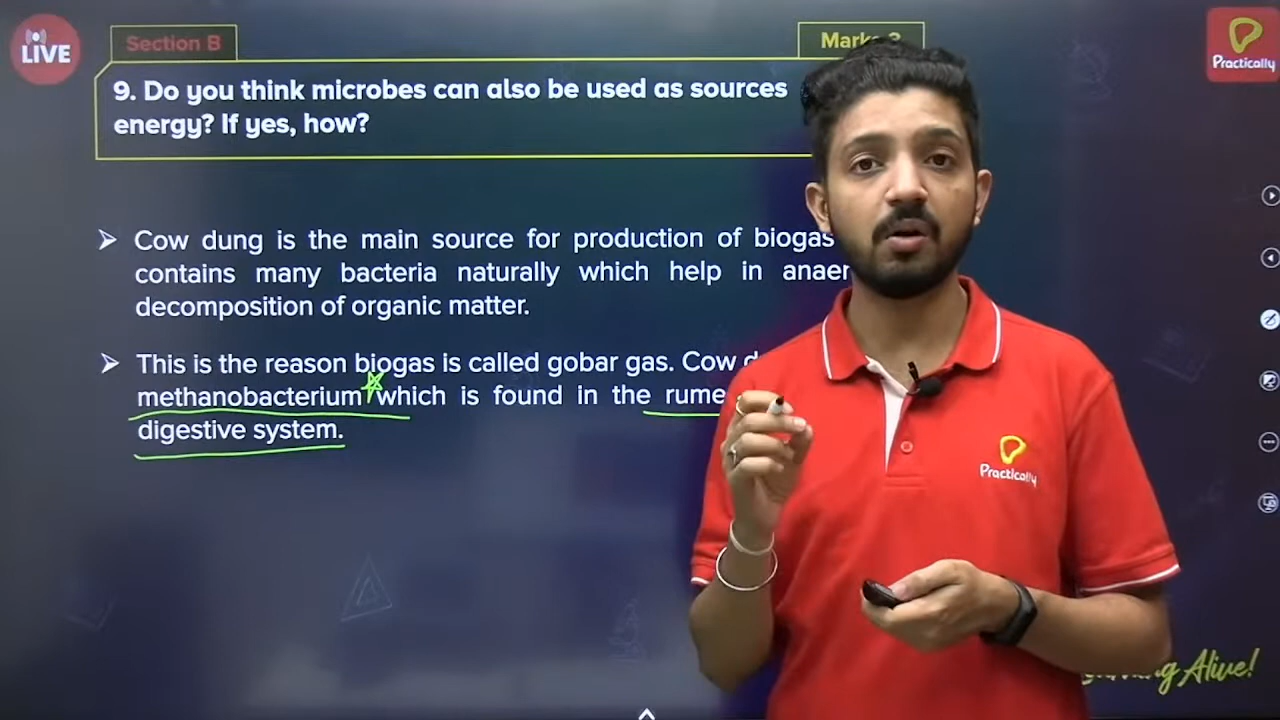 LIVE
Section B
Marks
Practically
9. Do you think microbes can also be used as sources
energy? If yes, how?
Cow dung is the main source for production of biogas
contains many bacteria naturally which help in anaer
decomposition of organic matter.
This is the reason biogas is called gobar gas. Cow d
methanobacterium which is found in the rume
digestive system.
Practically
Alive!